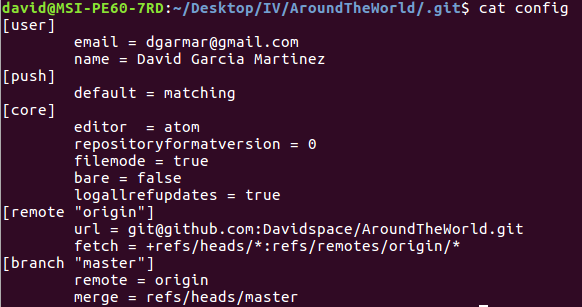 david@MSI-PE60-7RD:~/Desktop/IV/AroundTheWorld/.git$ cat config
[user]
        email = dgarmar@gmail.com
        name = David Garcia Martinez
[push]
        default = matching
[core]
        editor  = atom
        repositoryformatversion = 0
        filemode = true
        bare = false
        logallrefupdates = true
[remote "origin"]
        url = git@github.com:Davidspace/AroundTheWorld.git
        fetch = +refs/heads/*:refs/remotes/origin/*
[branch "master"]
        remote = origin
        merge = refs/heads/master